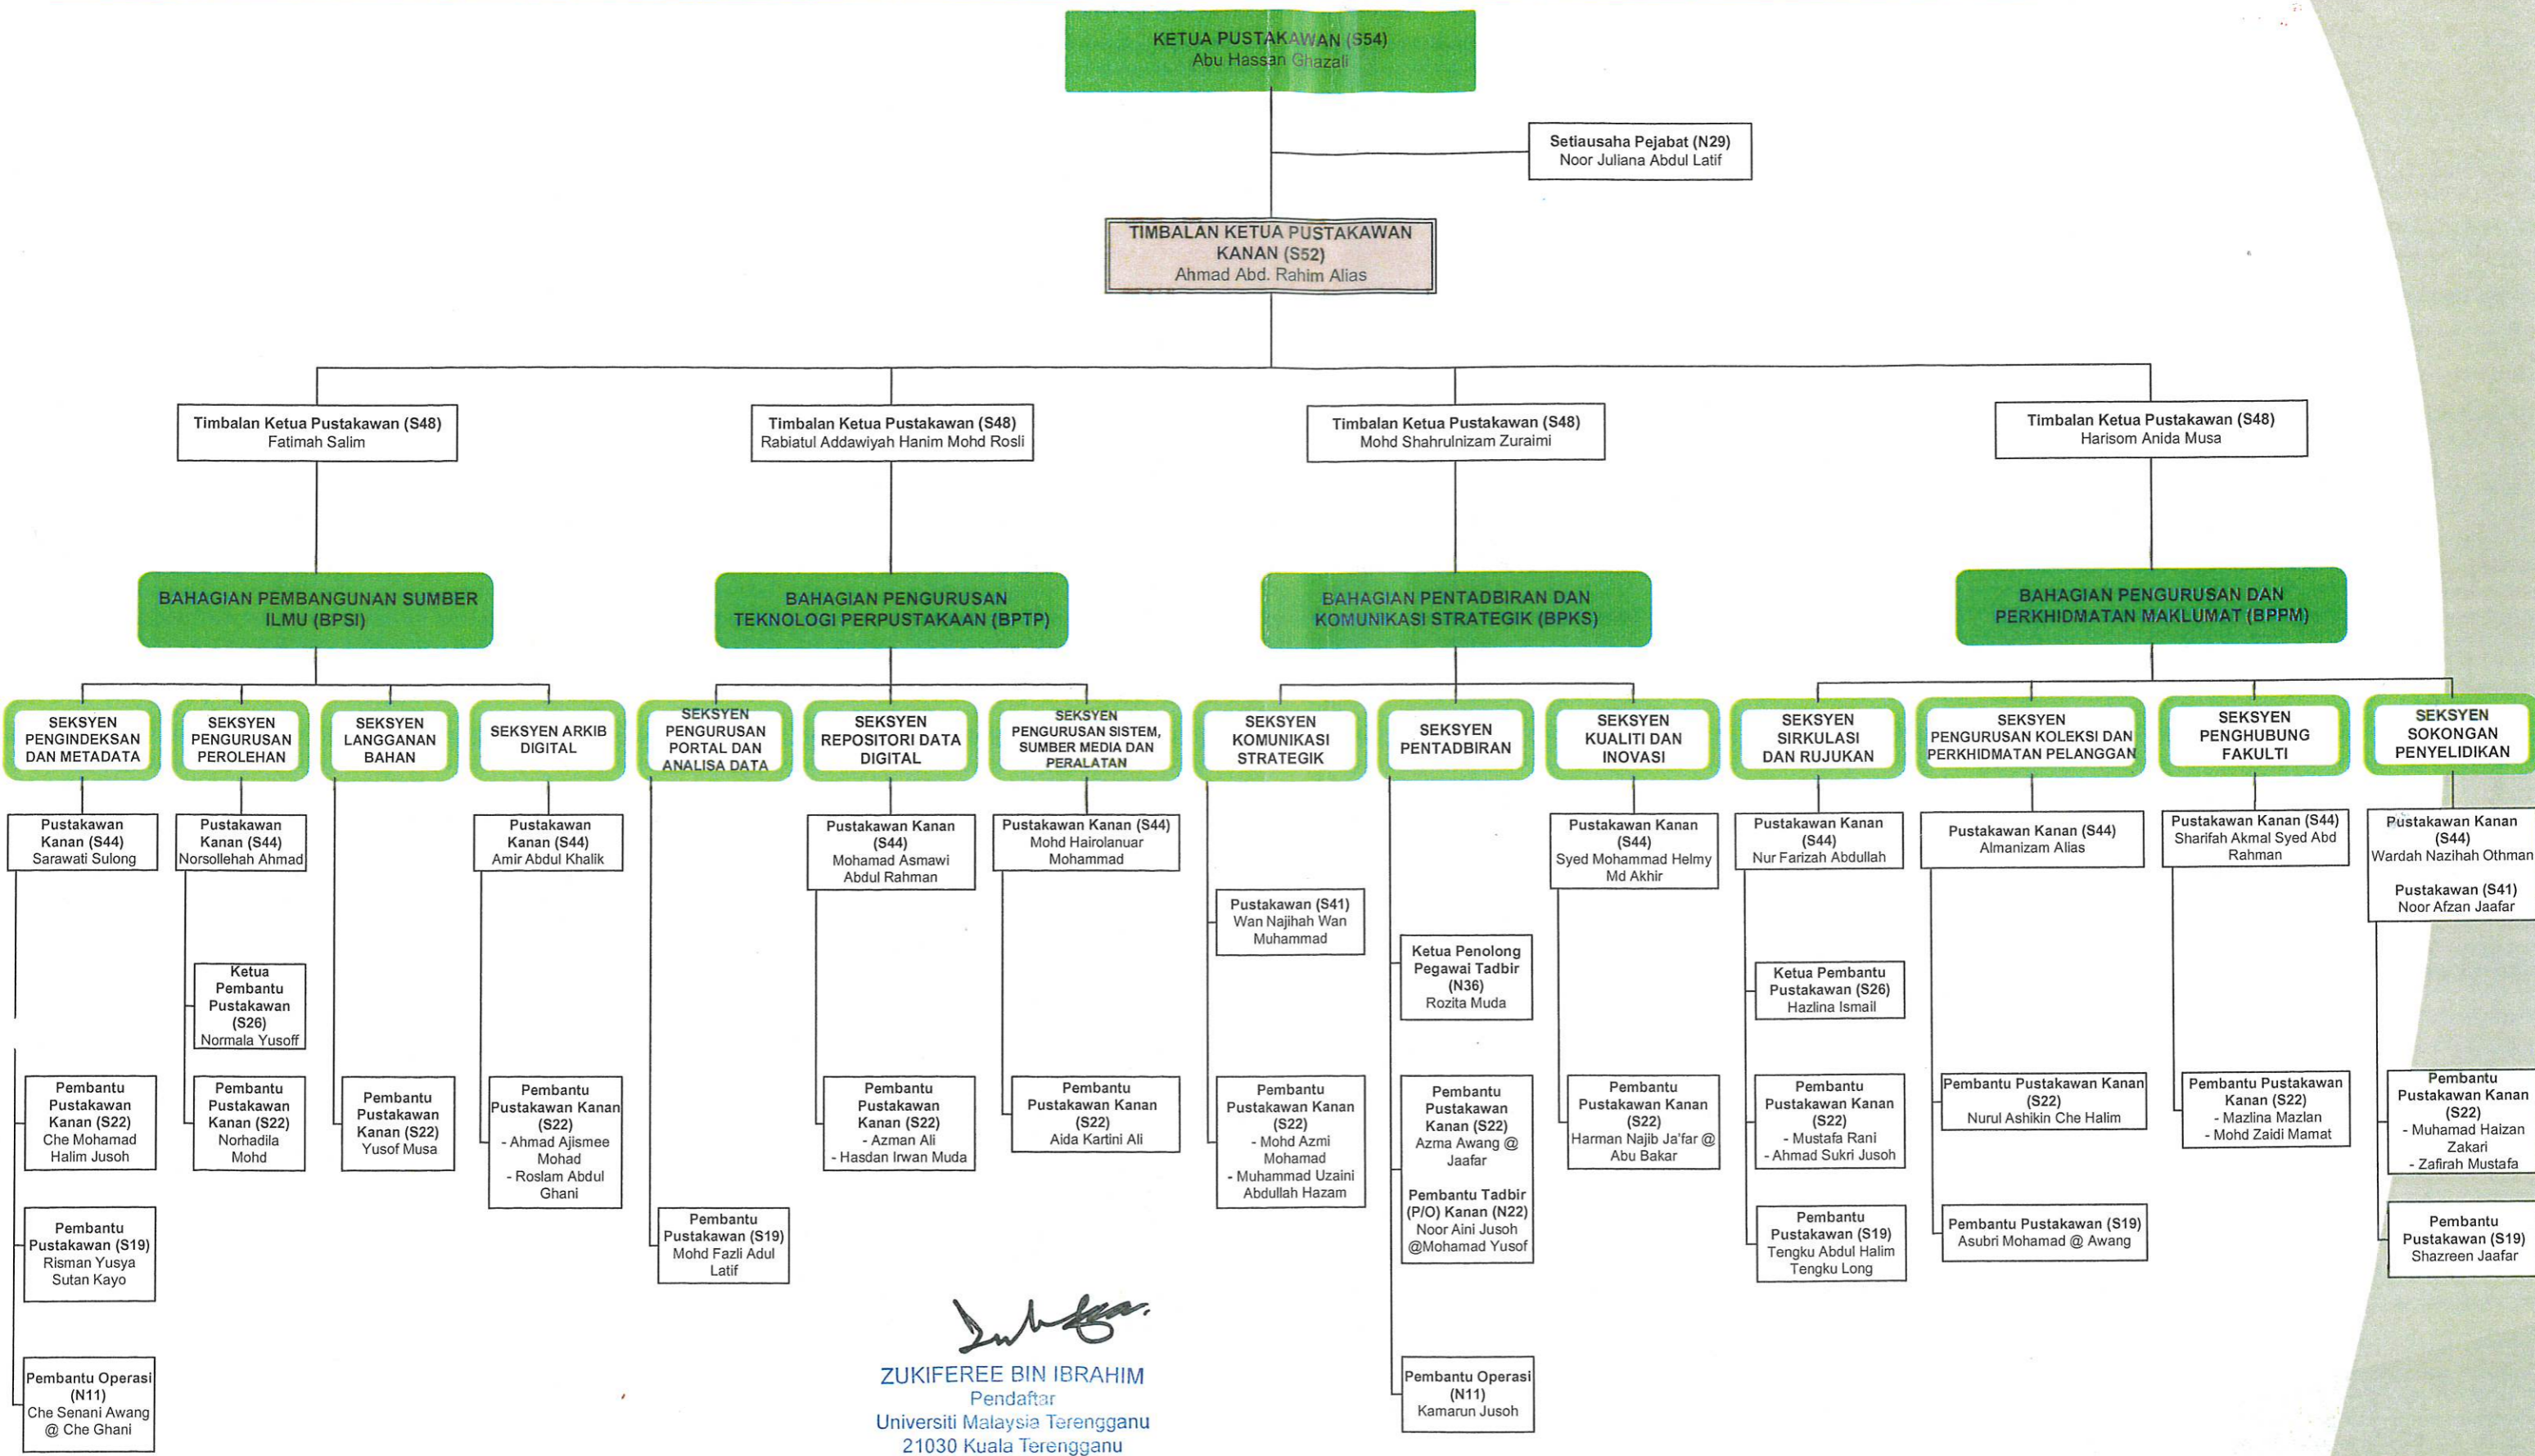 KETUA PUSTAKAWAN (S54)
Abu Hassan Ghazali
Setiausaha Pejabat (N29)
Noor Juliana Abdul Latif
TIMBALAN KETUA PUSTAKAWAN
KANAN (S52)
Ahmad Abd. Rahim Alias
Timbalan Ketua Pustakawan (S48)
Fatimah Salim
Timbalan Ketua Pustakawan (S48)
Rabiatul Addawiyah Hanim Mohd Rosli
Timbalan Ketua Pustakawan (S48)
Mohd Shahrulnizam Zuraimi
Timbalan Ketua Pustakawan (S48)
Harisom Anida Musa
BAHAGIAN PEMBANGUNAN SUMBER
ILMU (BPSI)
BAHAGIAN PENGURUSAN
TEKNOLOGI PERPUSTAKAAN (BPTP)
BAHAGIAN PENTADBIRAN DAN
KOMUNIKASI STRATEGIK (BPKS)
BAHAGIAN PENGURUSAN DAN
PERKHIDMATAN MAKLUMAT (BPPM)
SEKSYEN
PENGINDEKSAN
DAN METADATA
SEKSYEN
PENGURUSAN
PEROLEHAN
SEKSYEN
LANGGANAN
BAHAN
SEKSYEN ARKIB
DIGITAL
SEKSYEN
PENGURUSAN
PORTAL DAN
ANALISA DATA
SEKSYEN
REPOSITORI DATA
DIGITAL
SEKSYEN
PENGURUSAN SISTEM,
SUMBER MEDIA DAN
PERALATAN
SEKSYEN
KOMUNIKASI
STRATEGIK
SEKSYEN
PENTADBIRAN
SEKSYEN
KUALITI DAN
INOVASI
SEKSYEN
SIRKULASI
DAN RUJUKAN
SEKSYEN
PENGURUSAN KOLEKSI DAN
PERKHIDMATAN PELANGGAN
SEKSYEN
PENGHUBUNG
FAKULTI
SEKSYEN
SOKONGAN
PENYELIDIKAN
Pustakawan
Kanan (S44)
Sarawati Sulong
Pustakawan
Kanan (S44)
Norsollehah Ahmad
Pustakawan
Kanan (S44)
Amir Abdul Khalik
Pustakawan Kanan
(S44)
Mohamad Asmawi
Abdul Rahman
Pustakawan Kanan (S44)
Mohd Hairolanuar
Mohammad
Pustakawan (S41)
Wan Najihah Wan
Muhammad
Pustakawan Kanan
(S44)
Syed Mohammad Helmy
Md Akhir
Pustakawan Kanan
(S44)
Nur Farizah Abdullah
Pustakawan Kanan (S44)
Almanizam Alias
Pustakawan Kanan (S44)
Sharifah Akmal Syed Abd
Rahman
Pustakawan Kanan
(S44)
Wardah Nazihah Othman
Pustakawan (S41)
Noor Afzan Jaafar
Ketua
Pembantu
Pustakawan
(S26)
Normala Yusoff
Ketua Penolong
Pegawai Tadbir
(N36)
Rozita Muda
Ketua Pembantu
Pustakawan (S26)
Hazlina Ismail
Pembantu
Pustakawan
Kanan (S22)
Che Mohamad
Halim Jusoh
Pembantu
Pustakawan
Kanan (S22)
Norhadila
Mohd
Pembantu
Pustakawan
Kanan (S22)
Yusof Musa
Pembantu
Pustakawan Kanan
(S22)
- Ahmad Ajismee
Mohad
- Roslam Abdul
Ghani
Pembantu
Pustakawan
Kanan (S22)
- Azman Ali
- Hasdan Irwan Muda
Pembantu
Pustakawan Kanan
(S22)
Aida Kartini Ali
Pembantu
Pustakawan Kanan
(S22)
- Mohd Azmi
Mohamad
- Muhammad Uzaini
Abdullah Hazam
Pembantu
Pustakawan
Kanan (S22)
Azma Awang @
Jaafar
Pembantu Tadbir
(P/O) Kanan (N22)
Noor Aini Jusoh
@Mohamad Yusof
Pembantu
Pustakawan Kanan
(S22)
Harman Najib Ja'far @
Abu Bakar
Pembantu
Pustakawan Kanan
(S22)
- Mustafa Rani
- Ahmad Sukri Jusoh
Pembantu Pustakawan Kanan
(S22)
Nurul Ashikin Che Halim
Pembantu Pustakawan
Kanan (S22)
- Mazlina Mazlan
- Mohd Zaidi Mamat
Pembantu
Pustakawan Kanan
(S22)
- Muhamad Haizan
Zakari
- Zafirah Mustafa
Pembantu
Pustakawan (S19)
Risman Yusya
Sutan Kayo
Pembantu
Pustakawan (S19)
Mohd Fazli Adul
Latif
Pembantu
Pustakawan (S19)
Tengku Abdul Halim
Tengku Long
Pembantu Pustakawan (S19)
Asubri Mohamad @ Awang
Pembantu
Pustakawan (S19)
Shazreen Jaafar
Pembantu Operasi
(N11)
Che Senani Awang
@ Che Ghani
Pembantu Operasi
(N11)
Kamarun Jusoh
ZUKIFEREE BIN IBRAHIM
Pendaftar
Universiti Malaysia Terengganu
21030 Kuala Terengganu